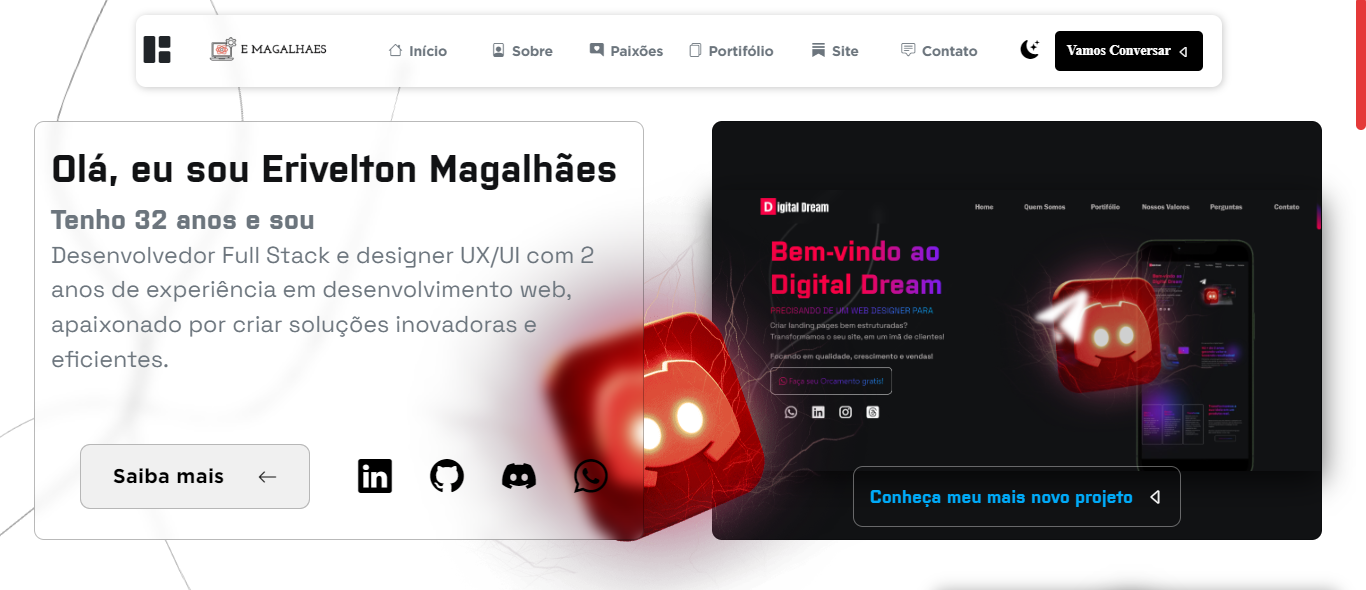 E MAGALHAES
Início
Sobre
Paixões
Portifólio
Site
Contato
Vamos Conversar
Olá, eu sou Erivelton Magalhães
Tenho 32 anos e sou
Desenvolvedor Full Stack e designer UX/UI com 2
anos de experiência em desenvolvimento web,
apaixonado por criar soluções inovadoras e
eficientes.
Saiba mais
Digital Dream
Home
Quem Somos
Portifólio
Nossos Valores
Perguntas
Contato
Bem-vindo ao
Digital Dream
PRECISANDO DE UM WEB DESIGNER PARA
Criar landing pages bem estruturadas?
Transformamos o seu site, em um imã de clientes!
Focando em qualidade, crescimento e vendas!
Faça seu Orcamento gratis!
Conheça meu mais novo projeto